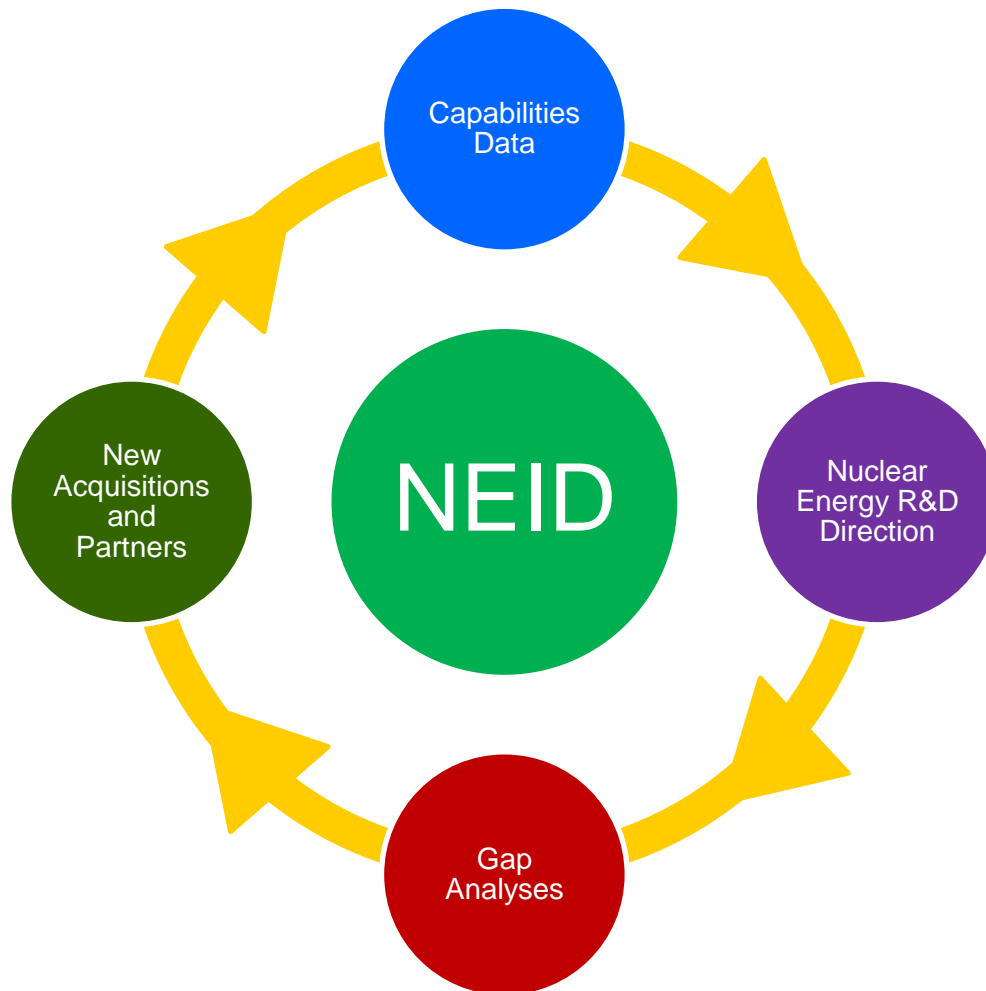 Capabilities
Data
New
Acquisitions
and
Partners
NEID
Nuclear
Energy R&D
Direction
Gap
Analyses